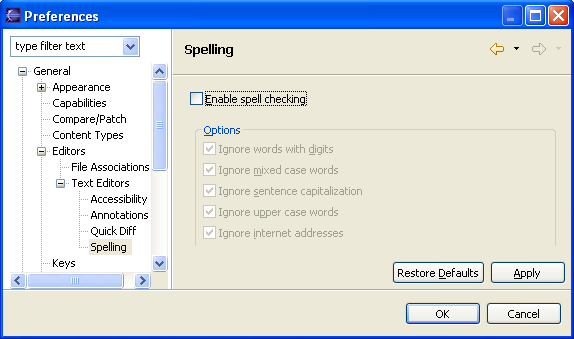 Preferences
type filter text
General
Appearance
Capabilities
Compare/Patch
Content Types
Editors
File Associations
Text Editors
Accessibility
Annotations
Quick Diff
Spelling
Keys
Spelling
Enable spell checking
Options
Ignore words with digits
Ignore mixed case words
Ignore sentence capitalization
Ignore upper case words
Ignore internet addresses
Restore Defaults
Apply
OK
Cancel